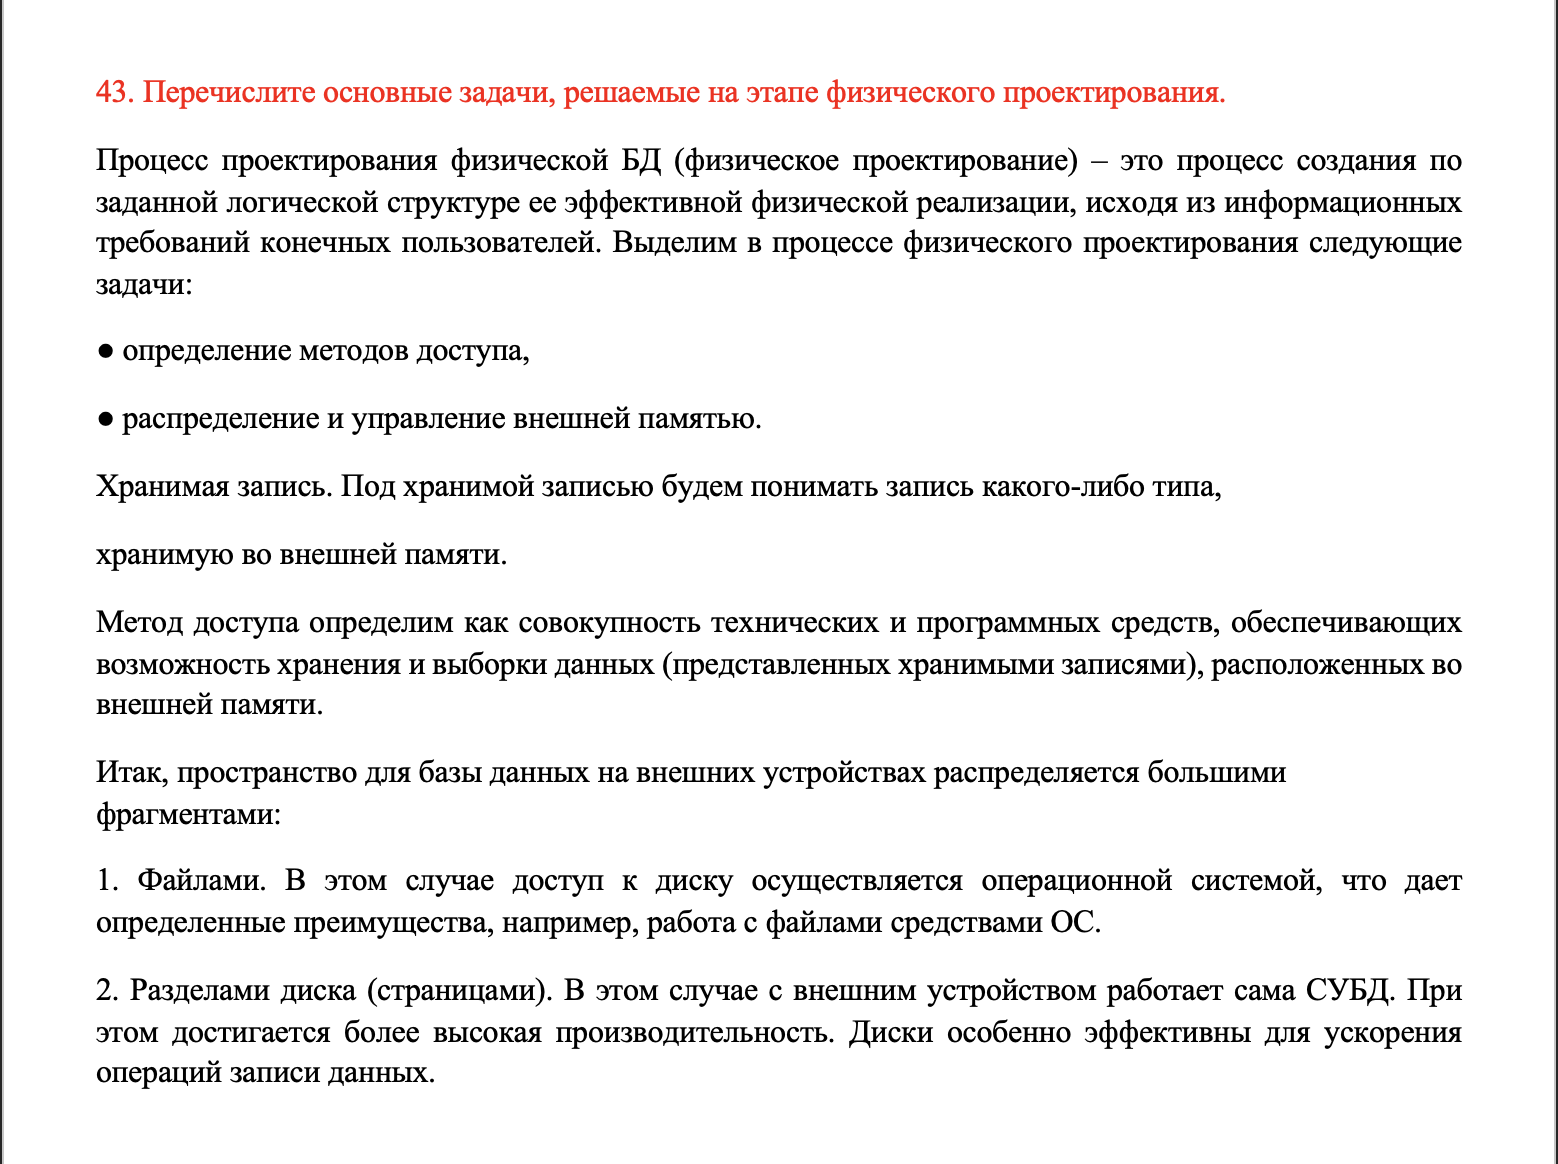 43. Перечислите основные задачи, решаемые на этапе физического проектирования.
Процесс проектирования физической БД (физическое проектирование) – это процесс создания по
заданной логической структуре ее эффективной физической реализации, исходя из информационных
требований конечных пользователей. Выделим в процессе физического проектирования следующие
задачи:
● определение методов доступа,
● распределение и управление внешней памятью.
Хранимая запись. Под хранимой записью будем понимать запись какого-либо типа,
хранимую во внешней памяти.
Метод доступа определим как совокупность технических и программных средств, обеспечивающих
возможность хранения и выборки данных (представленных хранимыми записями), расположенных во
внешней памяти.
Итак, пространство для базы данных на внешних устройствах распределяется большими
фрагментами:
1. Файлами. В этом случае доступ к диску осуществляется операционной системой, что дает
определенные преимущества, например, работа с файлами средствами ОС.
2. Разделами диска (страницами). В этом случае с внешним устройством работает сама СУБД. При
этом достигается более высокая производительность. Диски особенно эффективны для ускорения
операций записи данных.